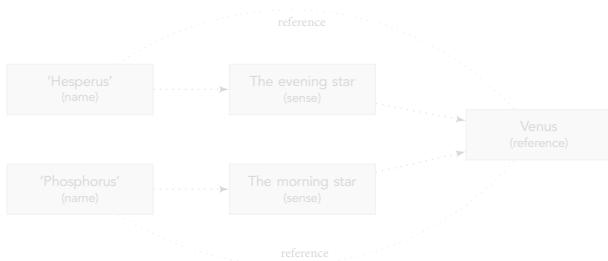 reference
‘Hesperus’
(name)
The evening star
(sense)
Venus
(reference)
‘Phosphorus’
(name)
The morning star
(sense)
reference